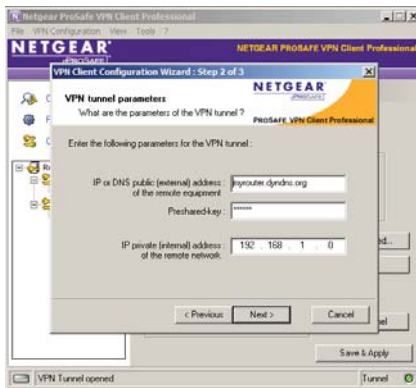 Netgear ProSafe VPN Client Professional
File VPN Configuration View Tools ?
NETGEAR
PROSAFE
NETGEAR PROSAFE VPN Client Professional
VPN Client Configuration Wizard : Step 2 of 3
VPN tunnel parameters
What are the parameters of the VPN tunnel ?
NETGEAR
PROSAFE
PROSAFE VPN Client Professional
Enter the following parameters for the VPN tunnel :
IP or DNS public (external) address :
of the remote equipment
myrouter.dyndns.org
Preshared-key :
******
IP private (internal) address :
of the remote network.
192 . 168 . 1 . 0
< Previous
Next >
Cancel
Save & Apply
VPN Tunnel opened
Tunnel